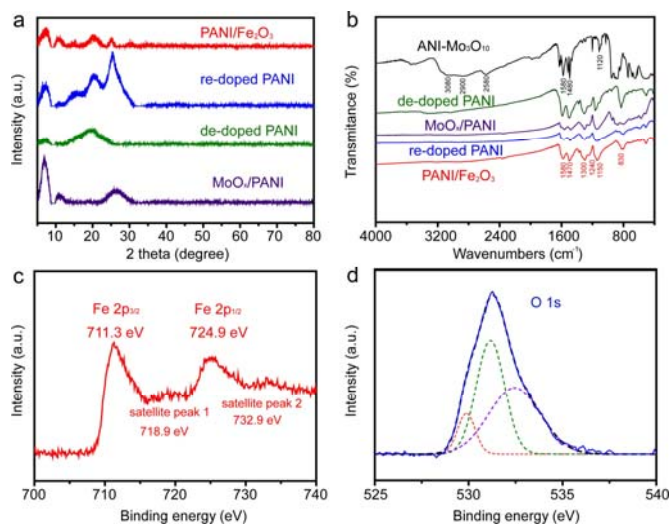 a
PANI/Fe₂O₃
re-doped PANI
de-doped PANI
MoOₓ/PANI
Intensity (a.u.)
10 20 30 40 50 60 70 80
2 theta (degree)
b
ANI-Mo₃O₁₀
3060
2900
2580
1580
1480
1120
de-doped PANI
MoOₓ/PANI
re-doped PANI
PANI/Fe₂O₃
1580
1470
1300
1240
1150
830
Transmitance (%)
4000 3200 2400 1600 800
Wavenumbers (cm⁻¹)
c
Fe 2p₃/₂
711.3 eV
Fe 2p₁/₂
724.9 eV
satellite peak 1
718.9 eV
satellite peak 2
732.9 eV
Intensity (a.u.)
700 710 720 730 740
Binding energy (eV)
d
O 1s
Intensity (a.u.)
525 530 535 540
Binding energy (eV)